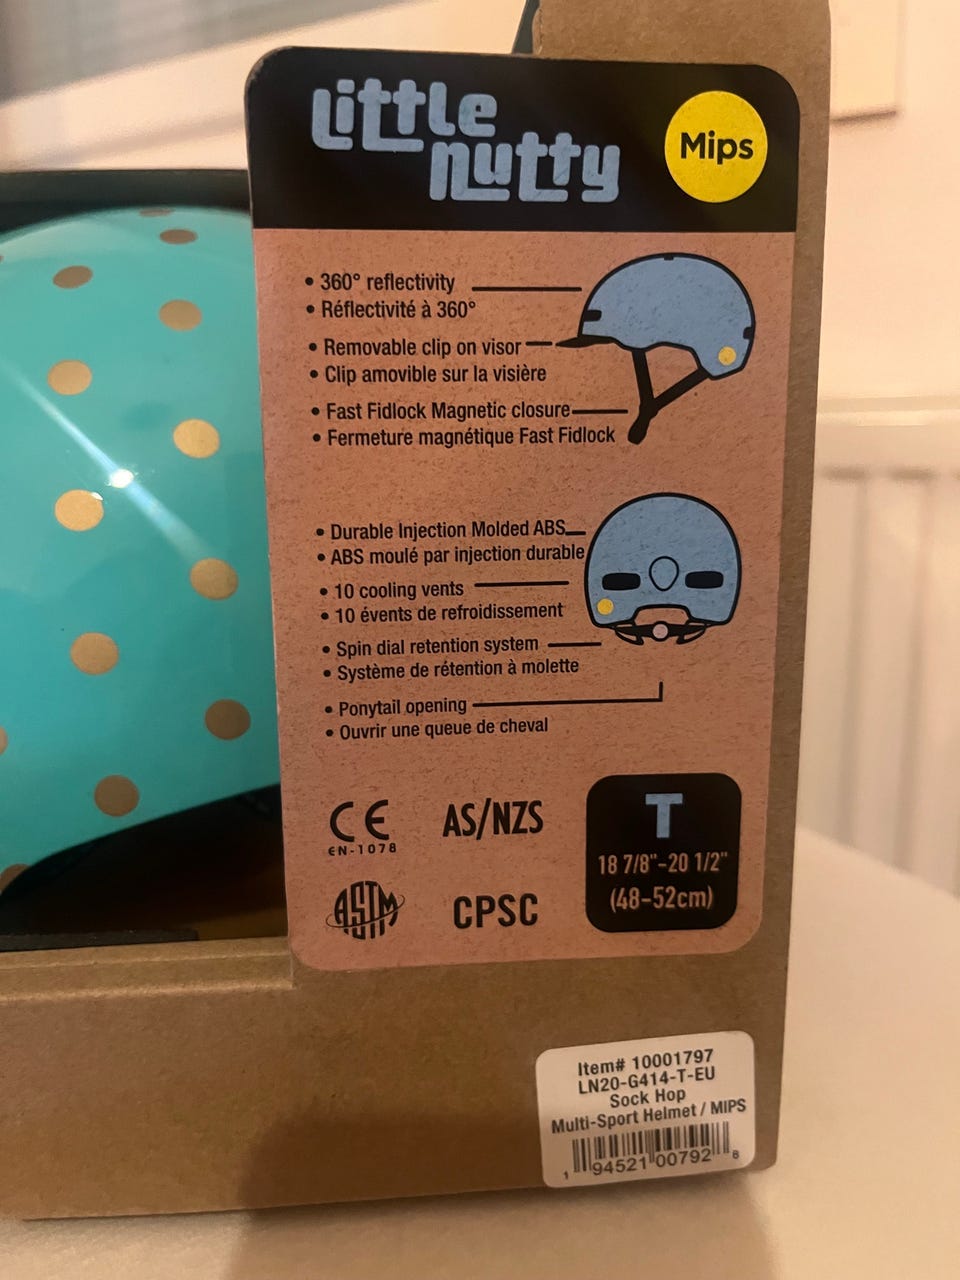 Little
nutty
Mips
• 360° reflectivity
• Réflectivité à 360°
• Removable clip on visor
• Clip amovible sur la visière
• Fast Fidlock Magnetic closure
• Fermeture magnétique Fast Fidlock
• Durable Injection Molded ABS
• ABS moulé par injection durable
• 10 cooling vents
• 10 évents de refroidissement
• Spin dial retention system
• Système de rétention à molette
• Ponytail opening
• Ouvrir une queue de cheval
CE
EN-1078
AS/NZS
ASTM
CPSC
T
18 7/8"-20 1/2"
(48-52cm)
Item# 10001797
LN20-G414-T-EU
Sock Hop
Multi-Sport Helmet / MIPS
1 94521 00792 8